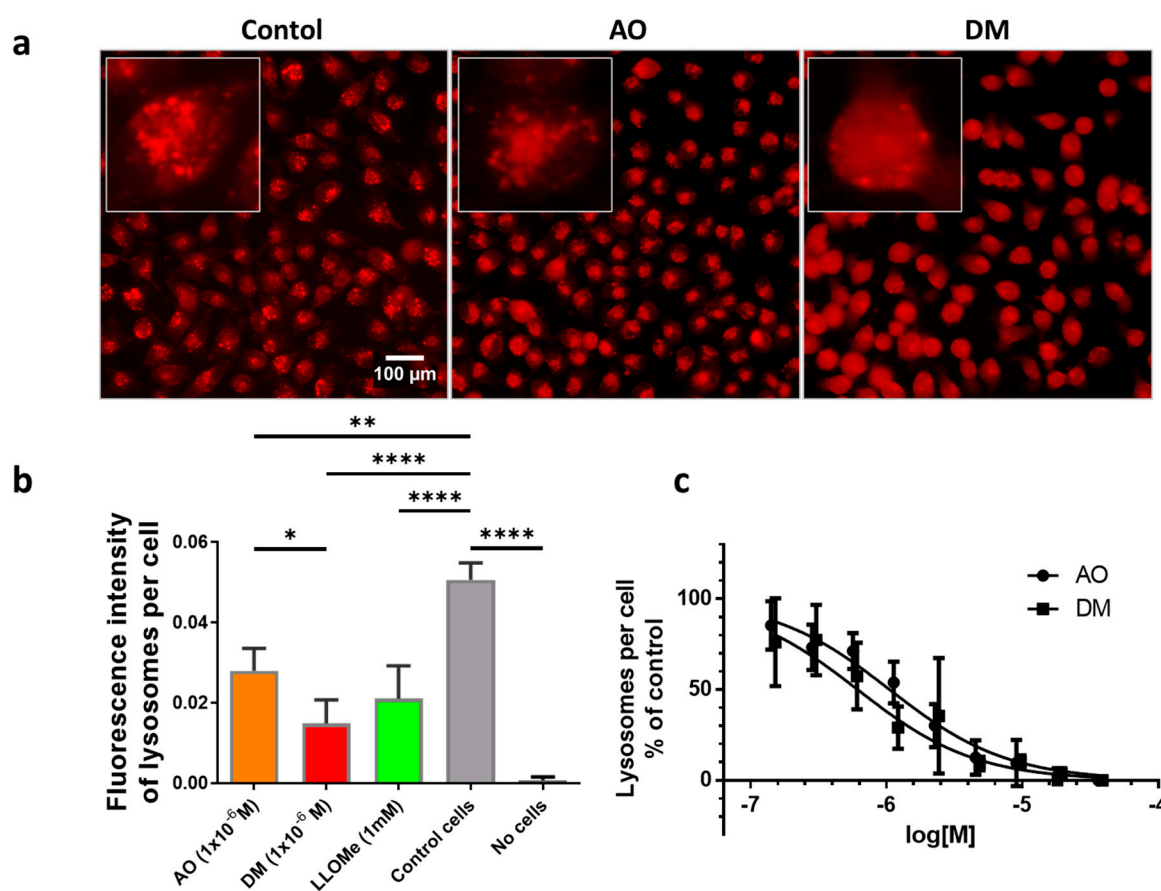 a
Contol
AO
DM
100 µm
b
**
****
****
****
*
Fluorescence intensity
of lysosomes per cell
0.06
0.04
0.02
0.00
AO (1x10⁻⁶M)
DM (1x10⁻⁶ M)
LLOMe (1mM)
Control cells
No cells
c
Lysosomes per cell
% of control
100
50
0
AO
DM
-7
-6
-5
-4
log[M]